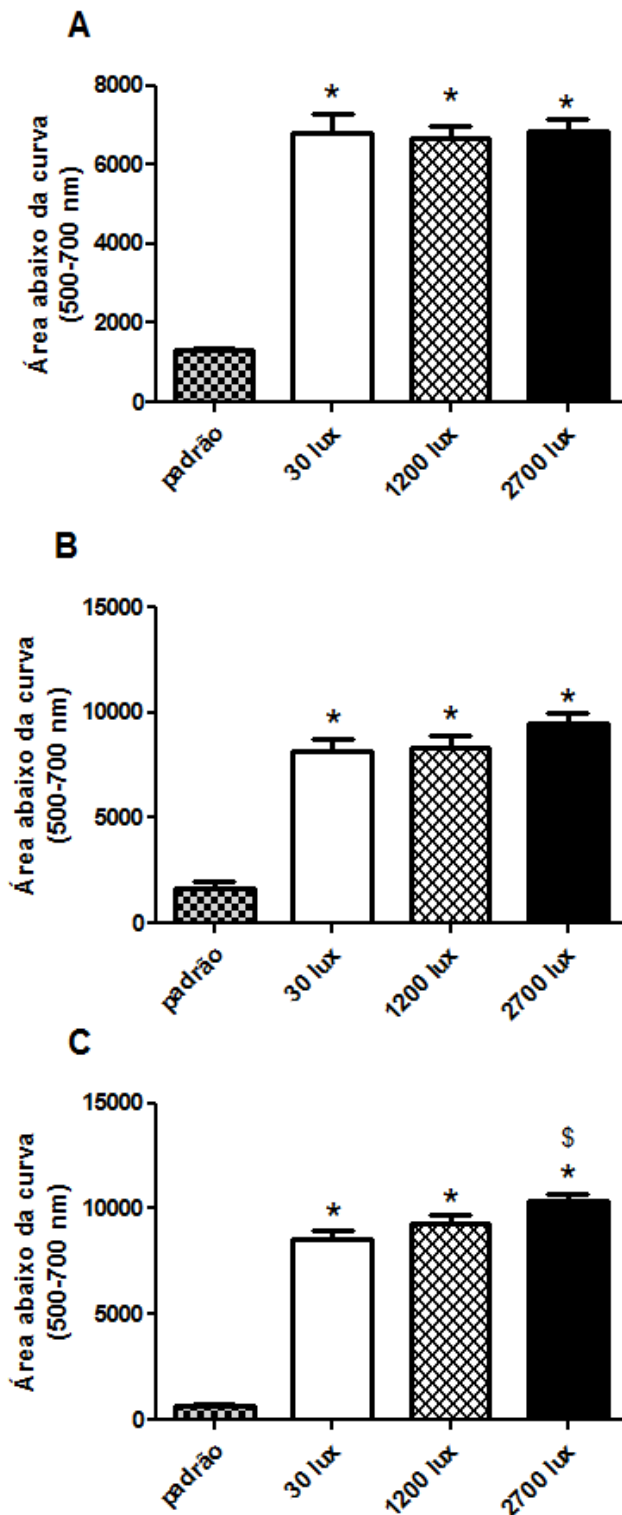 A
Área abaixo da curva
(500-700 nm)
8000
6000
4000
2000
0
*
*
*
padrão
30 lux
1200 lux
2700 lux
B
Área abaixo da curva
(500-700 nm)
15000
10000
5000
0
*
*
*
padrão
30 lux
1200 lux
2700 lux
C
Área abaixo da curva
(500-700 nm)
15000
10000
5000
0
*
*
$
*
padrão
30 lux
1200 lux
2700 lux